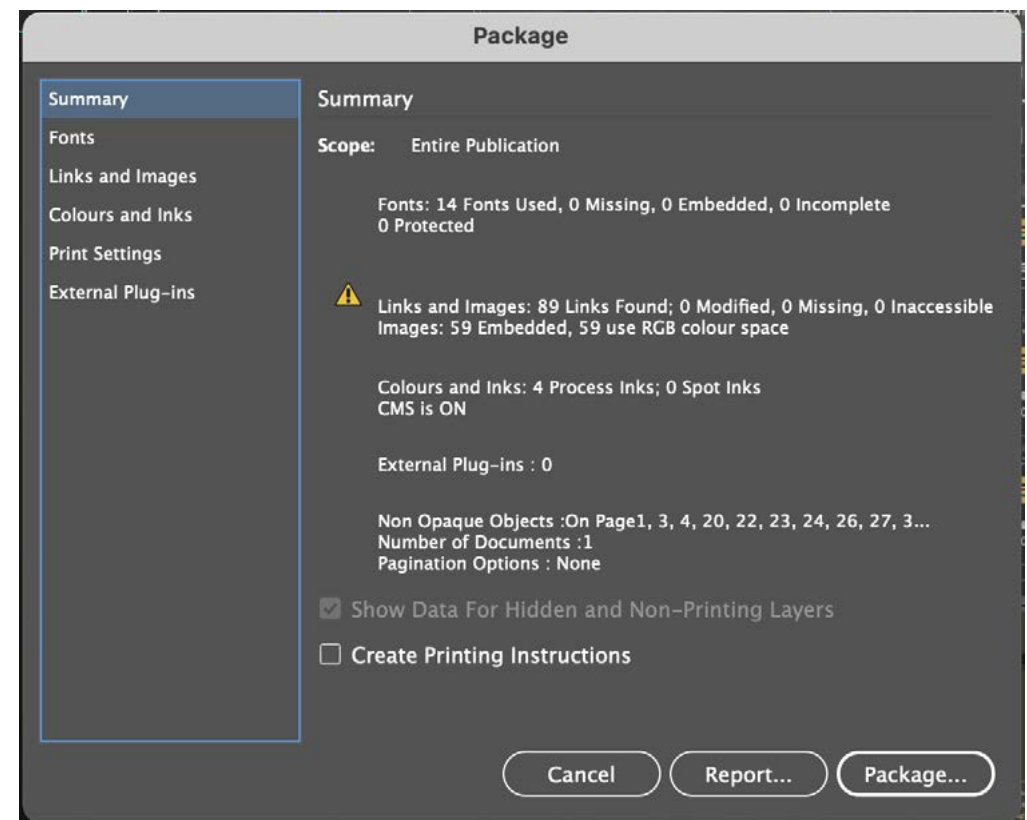 Package
Summary
Fonts
Links and Images
Colours and Inks
Print Settings
External Plug-ins
Summary
Scope: Entire Publication
Fonts: 14 Fonts Used, 0 Missing, 0 Embedded, 0 Incomplete
0 Protected
Links and Images: 89 Links Found; 0 Modified, 0 Missing, 0 Inaccessible
Images: 59 Embedded, 59 use RGB colour space
Colours and Inks: 4 Process Inks; 0 Spot Inks
CMS is ON
External Plug-ins : 0
Non Opaque Objects :On Page1, 3, 4, 20, 22, 23, 24, 26, 27, 3...
Number of Documents :1
Pagination Options : None
Show Data For Hidden and Non-Printing Layers
Create Printing Instructions
Cancel
Report...
Package...